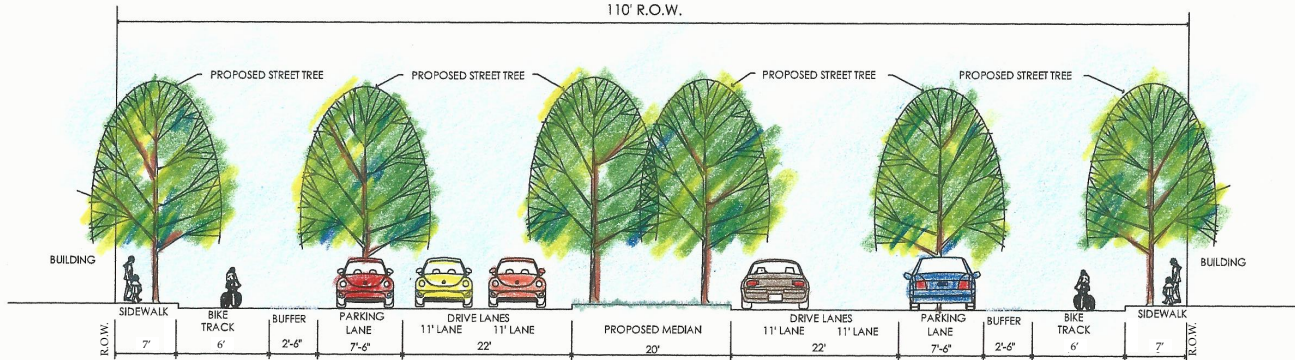 110' R.O.W.
PROPOSED STREET TREE
PROPOSED STREET TREE
PROPOSED STREET TREE
PROPOSED STREET TREE
BUILDING
BUILDING
SIDEWALK
BIKE
TRACK
BUFFER
PARKING
LANE
DRIVE LANES
11' LANE 11' LANE
PROPOSED MEDIAN
DRIVE LANES
11' LANE 11' LANE
PARKING
LANE
BUFFER
BIKE
TRACK
SIDEWALK
R.O.W.
7'
6'
2'-6"
7'-6"
22'
20'
22'
7'-6"
2'-6"
6'
7'
R.O.W.